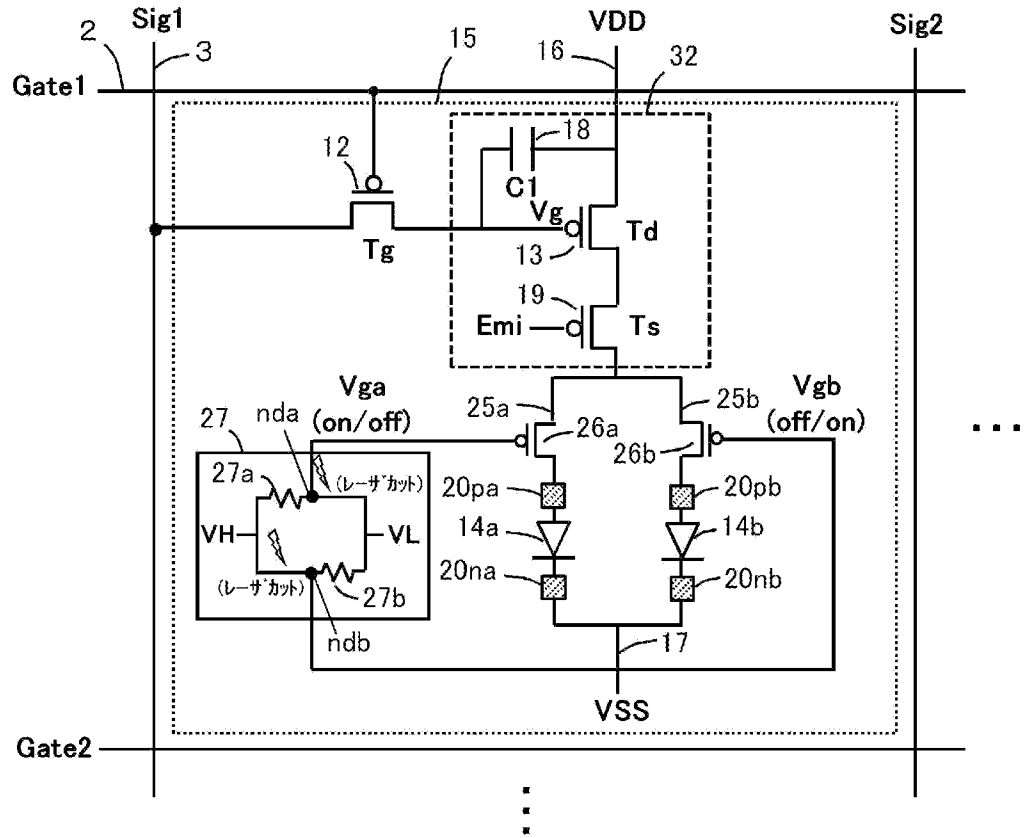 Sig1
VDD
Sig2
2
3
15
16
32
Gate1
18
12
C1
Vg
Td
Tg
13
19
Emi
Ts
Vga
Vgb
(on/off)
(off/on)
nda
25a
25b
27
26a
26b
27a
(レーザカット)
20pa
20pb
VH
VL
14a
14b
(レーザカット)
27b
20na
20nb
ndb
17
VSS
Gate2